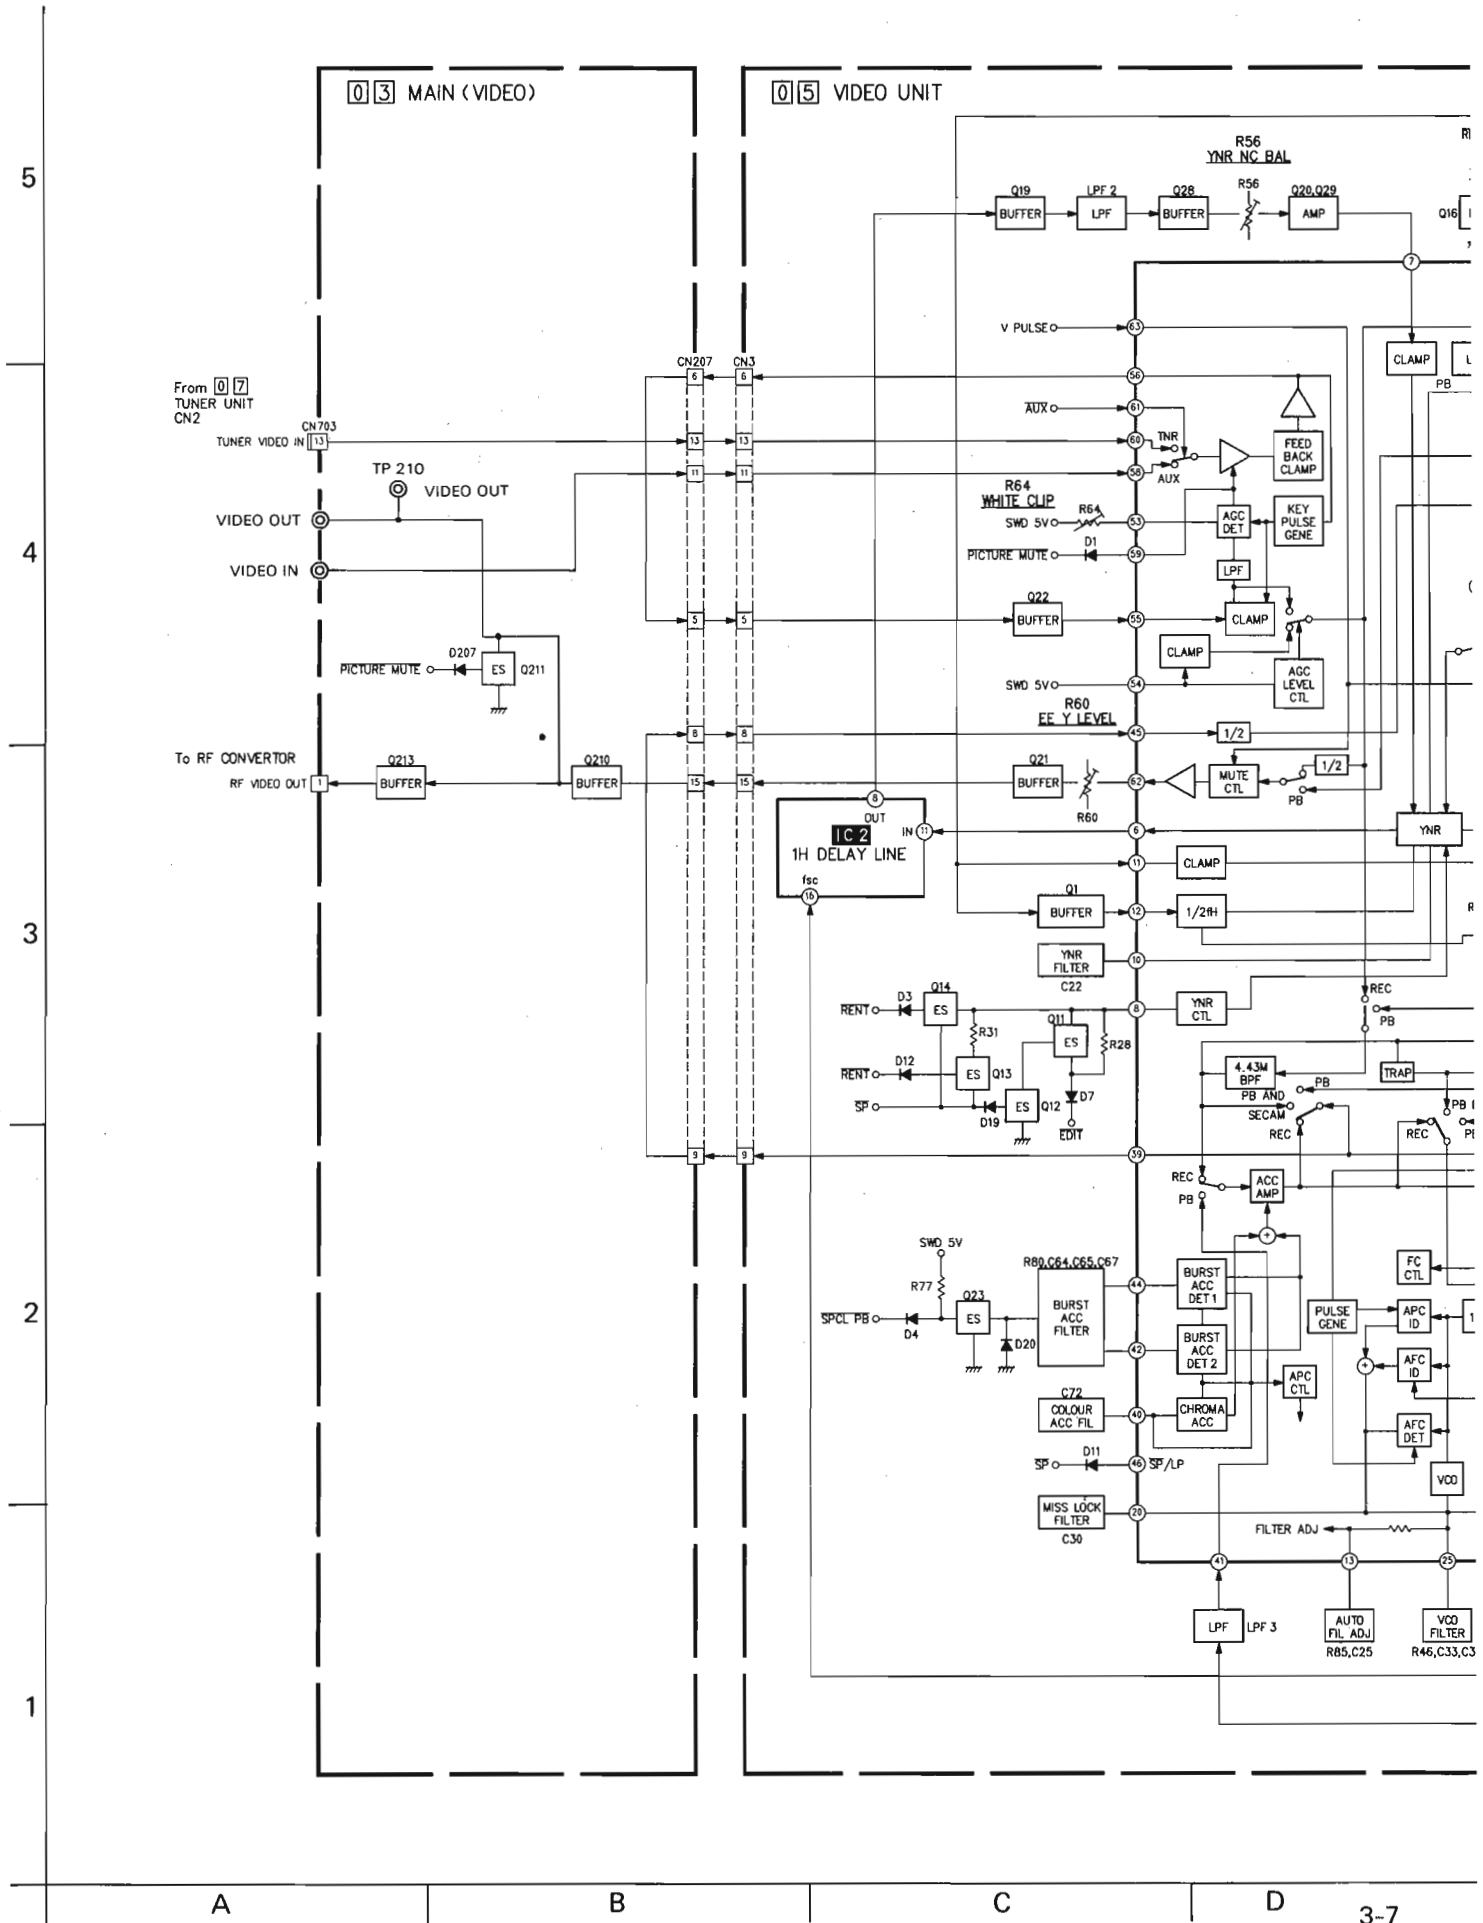 0 3 MAIN (VIDEO)
0 5 VIDEO UNIT
5
R56
YNR NC BAL
Q19
BUFFER
LPF 2
LPF
Q28
BUFFER
R56
Q20,Q29
AMP
Q16
7
V PULSE
63
CLAMP
PB
CN207
CN3
6
6
56
From 0 7
TUNER UNIT
CN2
CN703
TUNER VIDEO IN
13
13
13
AUX
61
60
TNR
58
AUX
FEED
BACK
CLAMP
11
11
TP 210
VIDEO OUT
VIDEO OUT
VIDEO IN
4
R64
WHITE CLIP
SWD 5V
R64
53
AGC
DET
KEY
PULSE
GENE
PICTURE MUTE
D1
59
LPF
Q22
BUFFER
5
5
55
CLAMP
CLAMP
PICTURE MUTE
D207
ES
Q211
SWD 5V
54
AGC
LEVEL
CTL
R60
EE Y LEVEL
8
8
45
1/2
To RF CONVERTOR
RF VIDEO OUT
1
Q213
BUFFER
Q210
BUFFER
15
15
Q21
BUFFER
R60
62
MUTE
CTL
1/2
PB
8
OUT
IC 2
IN
11
1H DELAY LINE
fsc
16
6
YNR
11
CLAMP
3
Q1
BUFFER
12
1/2fH
YNR
FILTER
C22
10
RENT
D3
Q14
ES
8
YNR
CTL
REC
PB
R31
Q11
ES
R28
RENT
D12
ES
Q13
SP
D19
ES
Q12
D7
EDIT
4.43M
BPF
TRAP
PB AND
SECAM
PB
REC
REC
9
9
39
REC
PB
ACC
AMP
+
SWD 5V
R77
R80,C64,C65,C67
BURST
ACC
FILTER
44
BURST
ACC
DET 1
FC
CTL
2
SPCL PB
D4
Q23
ES
D20
42
BURST
ACC
DET 2
PULSE
GENE
APC
ID
+
AFC
ID
APC
CTL
C72
COLOUR
ACC FIL
40
CHROMA
ACC
AFC
DET
SP
D11
46
SP/LP
VCO
MISS LOCK
FILTER
C30
20
FILTER ADJ
41
13
25
LPF
LPF 3
AUTO
FIL ADJ
R85,C25
VCO
FILTER
R46,C33,C3
1
A
B
C
D
3-7